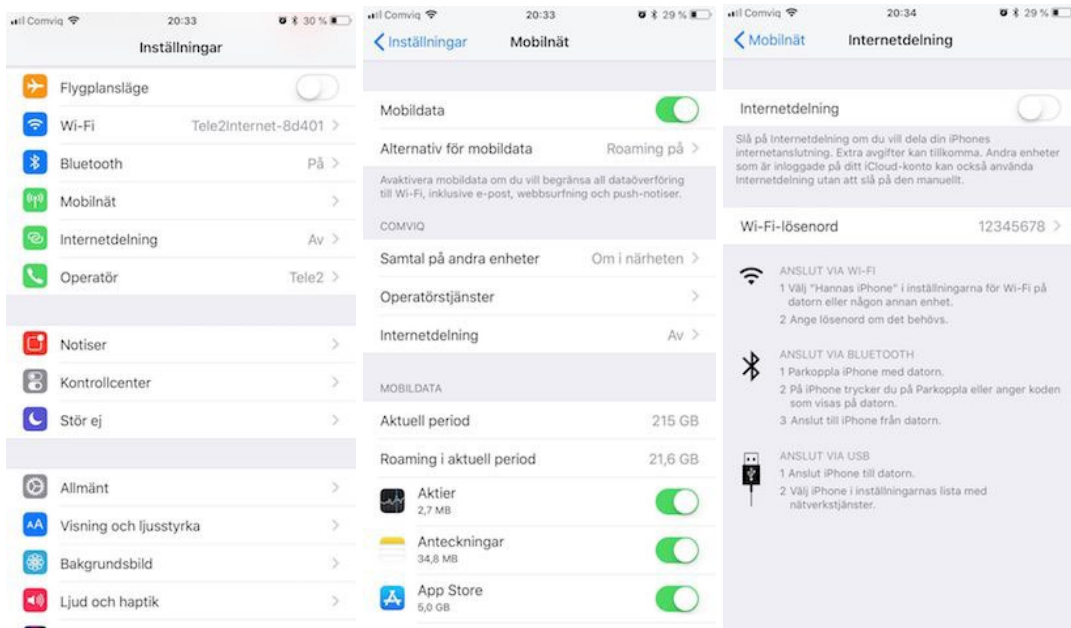 Comviq 20:33 30 %
Inställningar
Flygplansläge
Wi-Fi Tele2Internet-8d401
Bluetooth På
Mobilnät
Internetdelning Av
Operatör Tele2
Notiser
Kontrollcenter
Stör ej
Allmänt
AA Visning och ljusstyrka
Bakgrundsbild
Ljud och haptik
Comviq 20:33 29 %
Inställningar Mobilnät
Mobildata
Alternativ för mobildata Roaming på
Avaktivera mobildata om du vill begränsa all dataöverföring
till Wi-Fi, inklusive e-post, webbsurfning och push-notiser.
COMVIQ
Samtal på andra enheter Om i närheten
Operatörstjänster
Internetdelning Av
MOBILDATA
Aktuell period 215 GB
Roaming i aktuell period 21,6 GB
Aktier
2,7 MB
Anteckningar
34,8 MB
App Store
5,0 GB
Comviq 20:34 29 %
Mobilnät Internetdelning
Internetdelning
Slå på Internetdelning om du vill dela din iPhones
internetanslutning. Extra avgifter kan tillkomma. Andra enheter
som är inloggade på ditt iCloud-konto kan också använda
Internetdelning utan att slå på den manuellt.
Wi-Fi-lösenord 12345678
ANSLUT VIA WI-FI
1 Välj "Hannas iPhone" i inställningarna för Wi-Fi på
datorn eller någon annan enhet.
2 Ange lösenord om det behövs.
ANSLUT VIA BLUETOOTH
1 Parkoppla iPhone med datorn.
2 På iPhone trycker du på Parkoppla eller anger koden
som visas på datorn.
3 Anslut till iPhone från datorn.
ANSLUT VIA USB
1 Anslut iPhone till datorn.
2 Välj iPhone i inställningarnas lista med
nätverkstjänster.